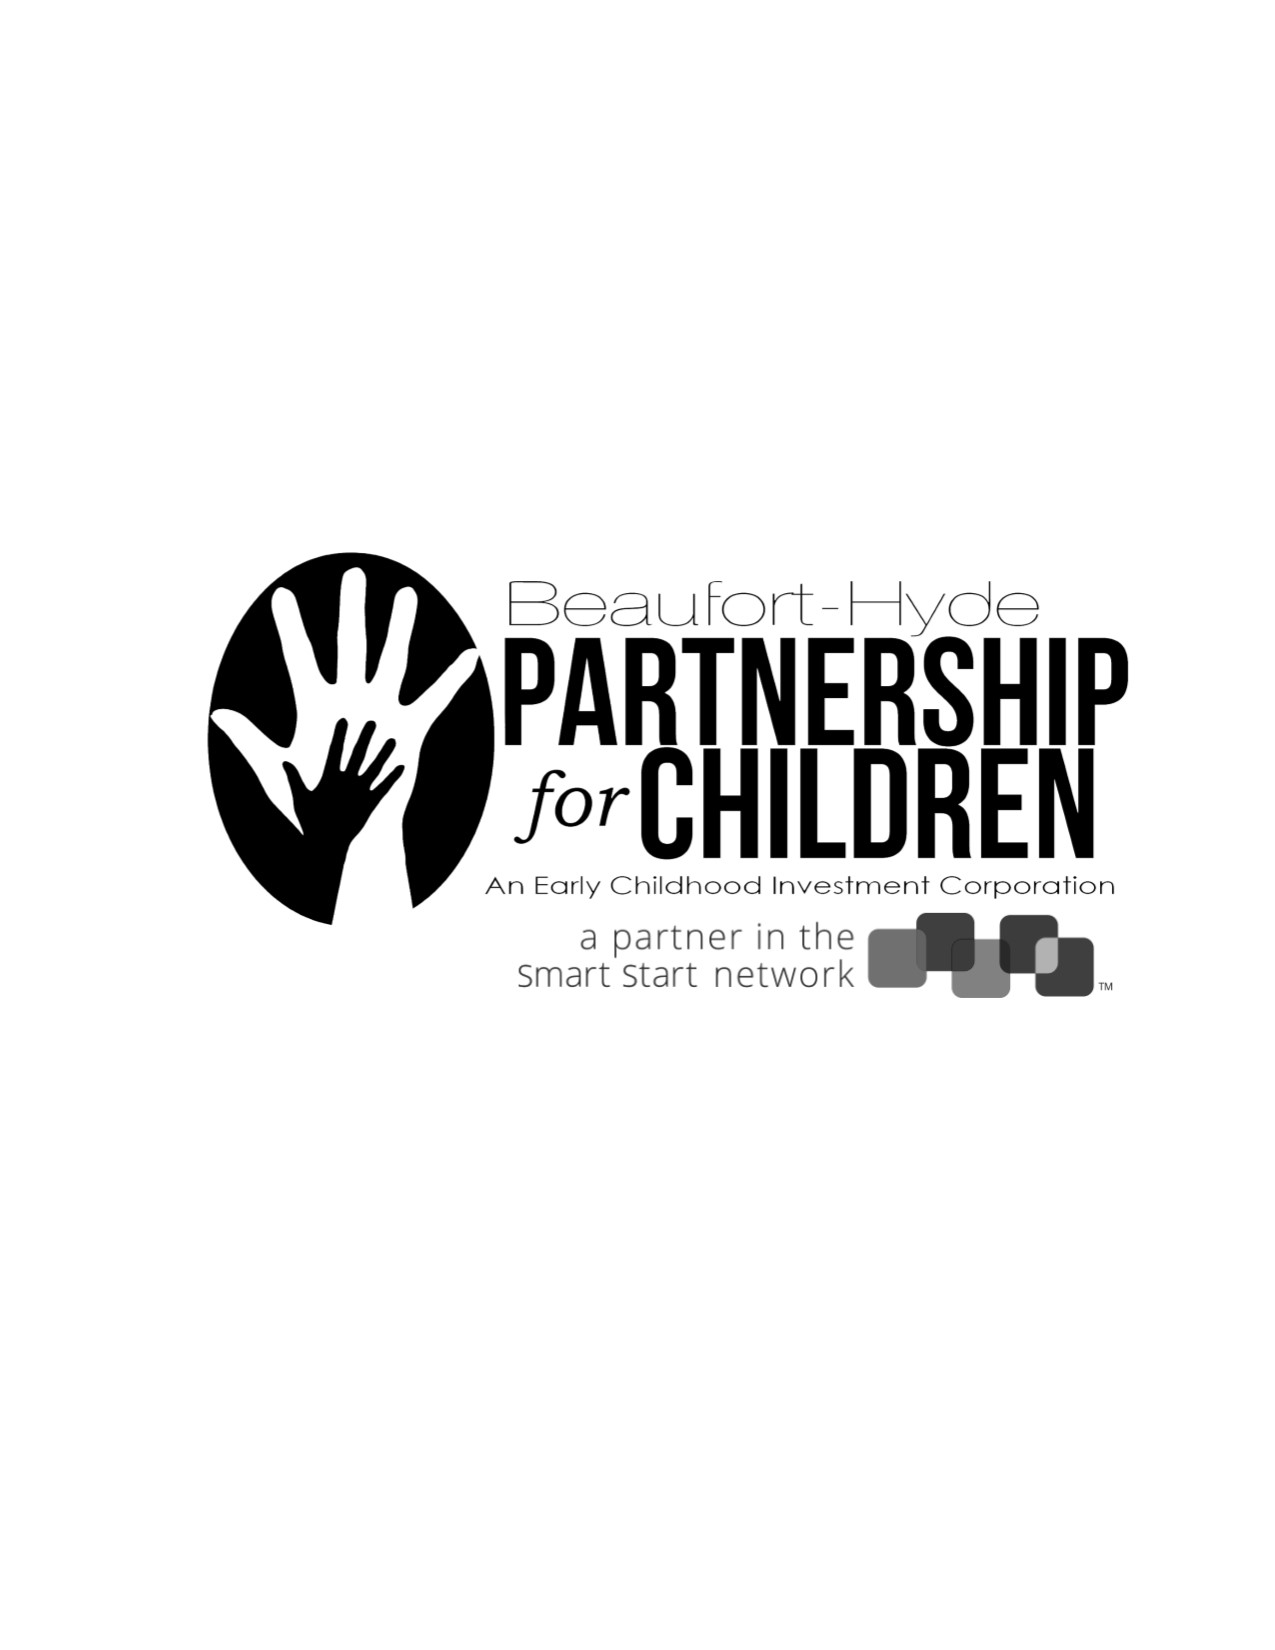 Beaufort-Hyde
PARTNERSHIP
for CHILDREN
An Early Childhood Investment Corporation
a partner in the
Smart Start network
TM